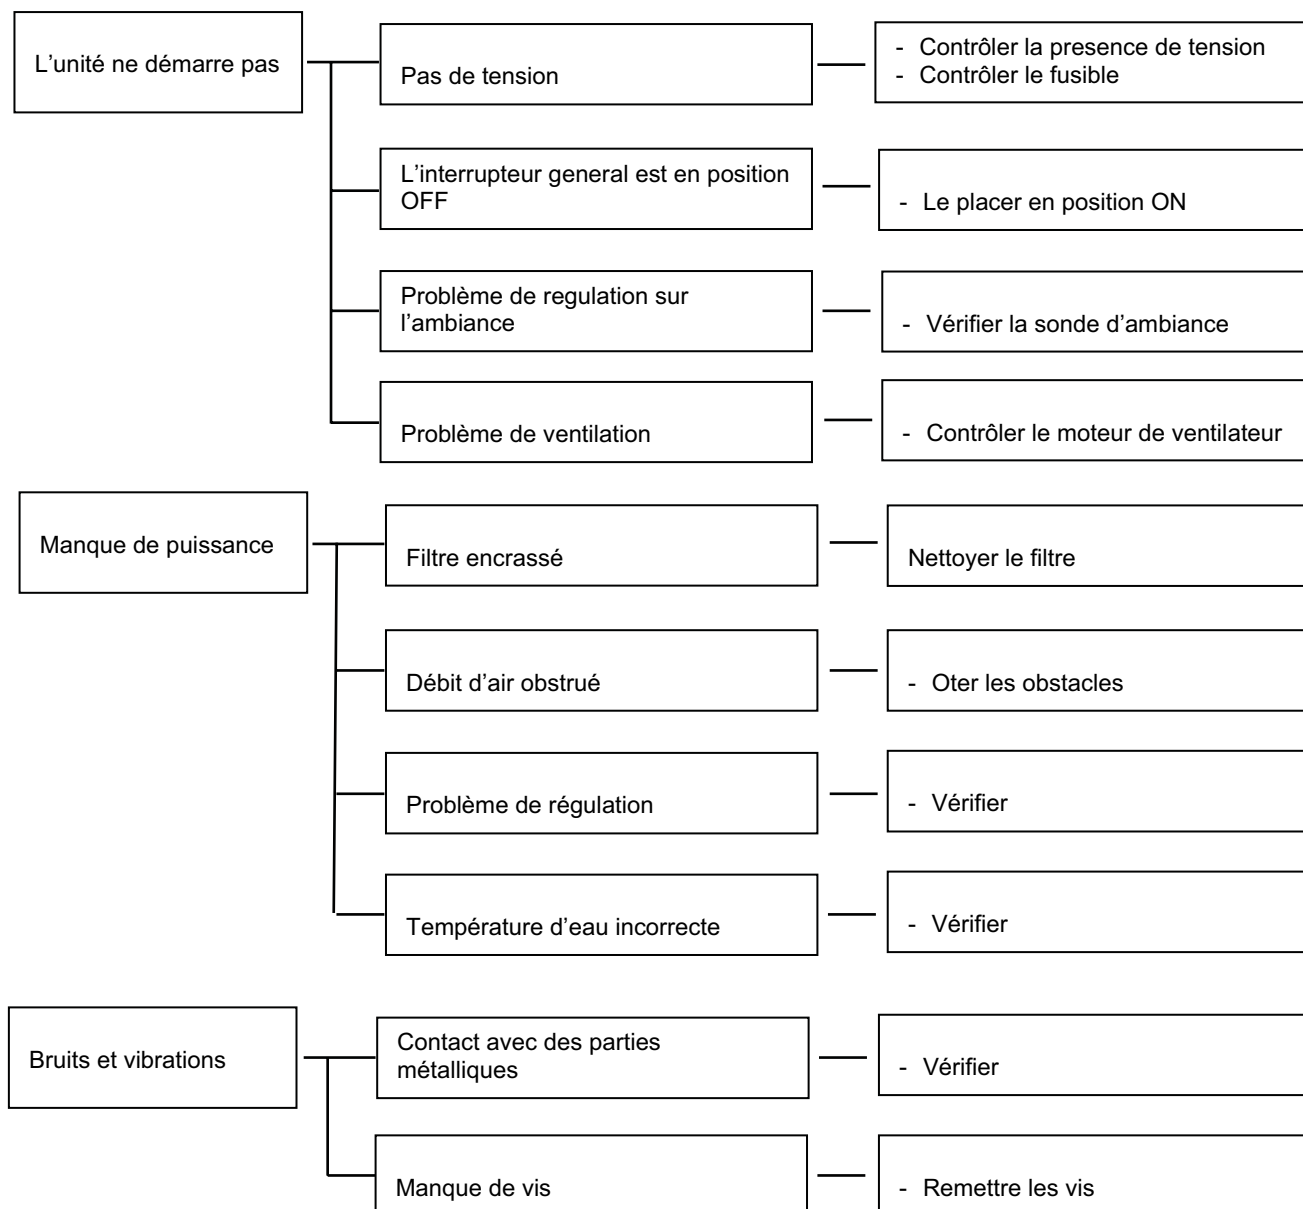 L'unité ne démarre pas
Pas de tension
- Contrôler la presence de tension
- Contrôler le fusible
L'interrupteur general est en position
OFF
- Le placer en position ON
Problème de regulation sur
l'ambiance
- Vérifier la sonde d'ambiance
Problème de ventilation
- Contrôler le moteur de ventilateur
Manque de puissance
Filtre encrassé
Nettoyer le filtre
Débit d'air obstrué
- Oter les obstacles
Problème de régulation
- Vérifier
Température d'eau incorrecte
- Vérifier
Bruits et vibrations
Contact avec des parties
métalliques
- Vérifier
Manque de vis
- Remettre les vis